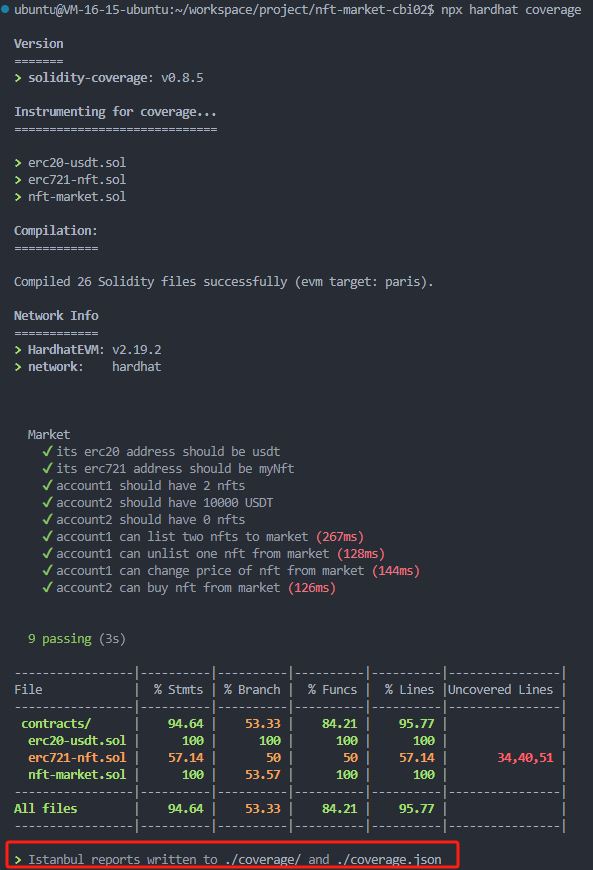 ubuntu@VM-16-15-ubuntu:~/workspace/project/nft-market-cbi02$ npx hardhat coverage
Version
=======
> solidity-coverage: v0.8.5
Instrumenting for coverage...
=============================
> erc20-usdt.sol
> erc721-nft.sol
> nft-market.sol
Compilation:
============
Compiled 26 Solidity files successfully (evm target: paris).
Network Info
============
> HardhatEVM: v2.19.2
> network:    hardhat
Market
✓ its erc20 address should be usdt
✓ its erc721 address should be myNft
✓ account1 should have 2 nfts
✓ account2 should have 10000 USDT
✓ account2 should have 0 nfts
✓ account1 can list two nfts to market (267ms)
✓ account1 can unlist one nft from market (128ms)
✓ account1 can change price of nft from market (144ms)
✓ account2 can buy nft from market (126ms)
9 passing (3s)
-----------------|----------|----------|----------|----------|----------------|
File             |  % Stmts | % Branch |  % Funcs |  % Lines |Uncovered Lines |
-----------------|----------|----------|----------|----------|----------------|
 contracts/      |    94.64 |    53.33 |    84.21 |    95.77 |                |
  erc20-usdt.sol |      100 |      100 |      100 |      100 |                |
  erc721-nft.sol |    57.14 |       50 |       50 |    57.14 |       34,40,51 |
  nft-market.sol |      100 |    53.57 |      100 |      100 |                |
-----------------|----------|----------|----------|----------|----------------|
All files        |    94.64 |    53.33 |    84.21 |    95.77 |                |
-----------------|----------|----------|----------|----------|----------------|
> Istanbul reports written to ./coverage/ and ./coverage.json